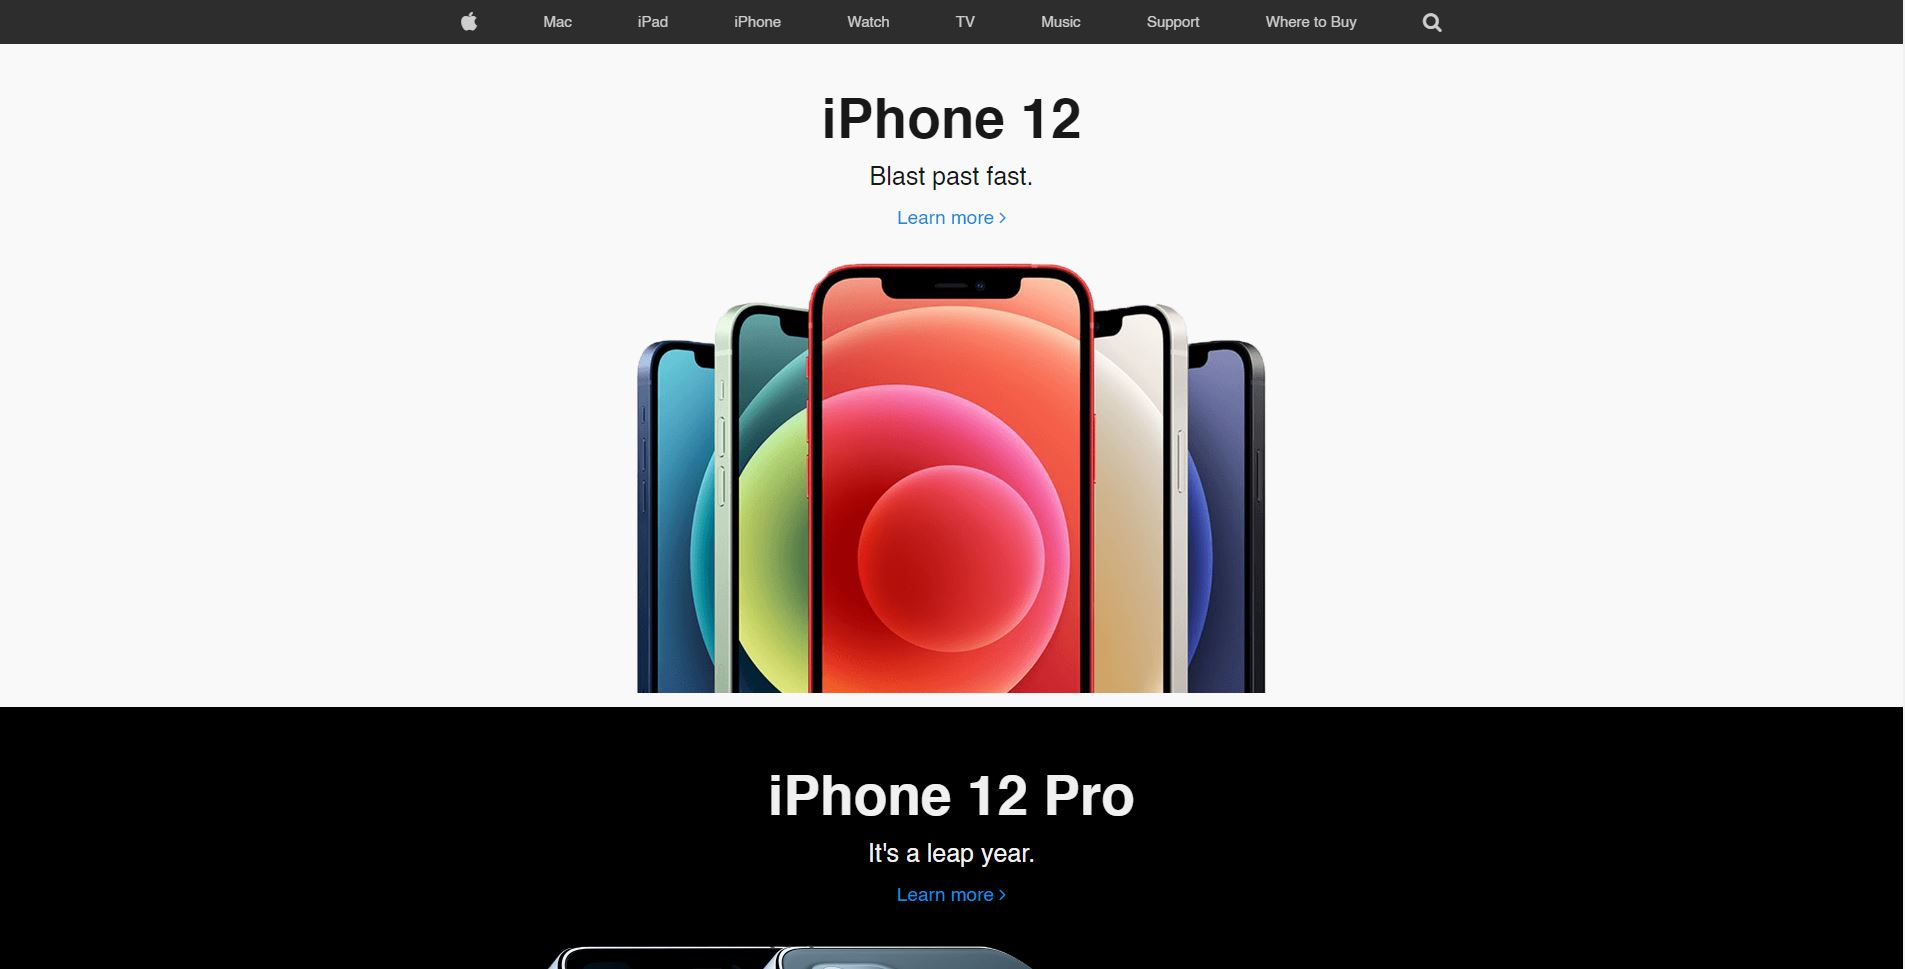 Mac iPad iPhone Watch TV Music Support Where to Buy
iPhone 12
Blast past fast.
Learn more >
iPhone 12 Pro
It's a leap year.
Learn more >